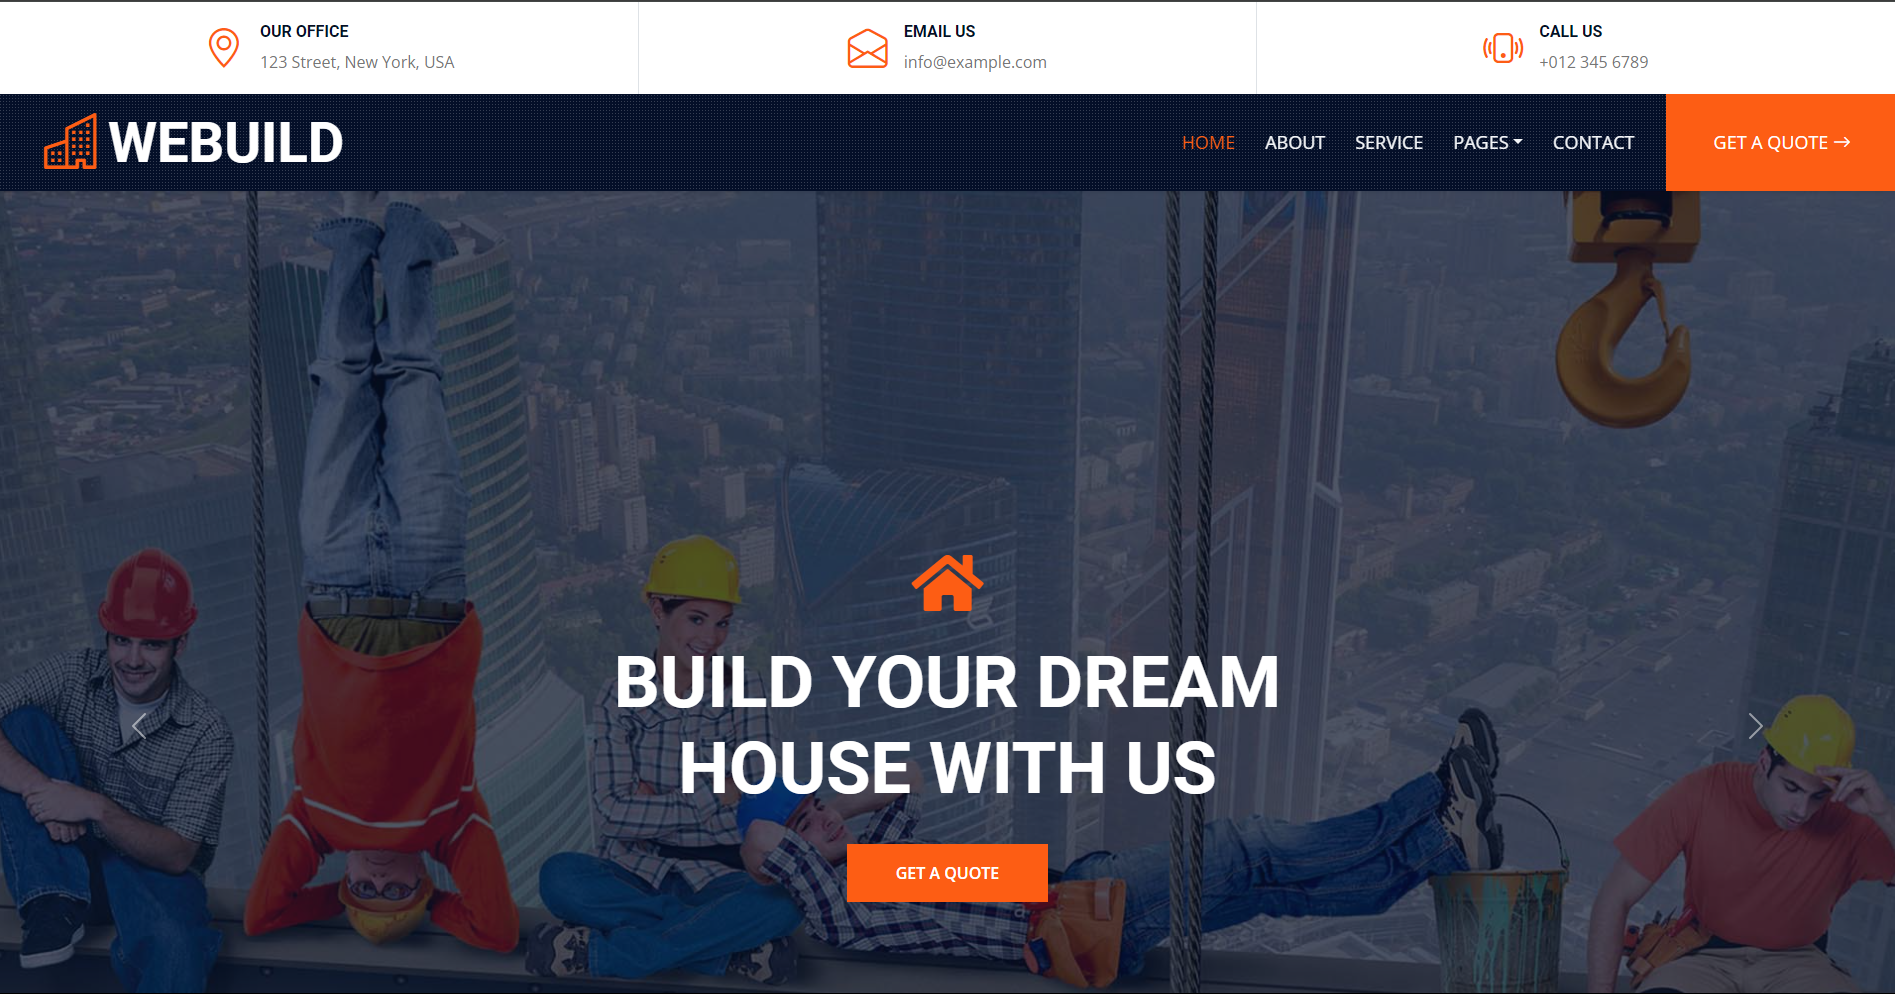 OUR OFFICE
123 Street, New York, USA
EMAIL US
info@example.com
CALL US
+012 345 6789
WEBUILD
HOME
ABOUT
SERVICE
PAGES
CONTACT
GET A QUOTE →
BUILD YOUR DREAM
HOUSE WITH US
GET A QUOTE